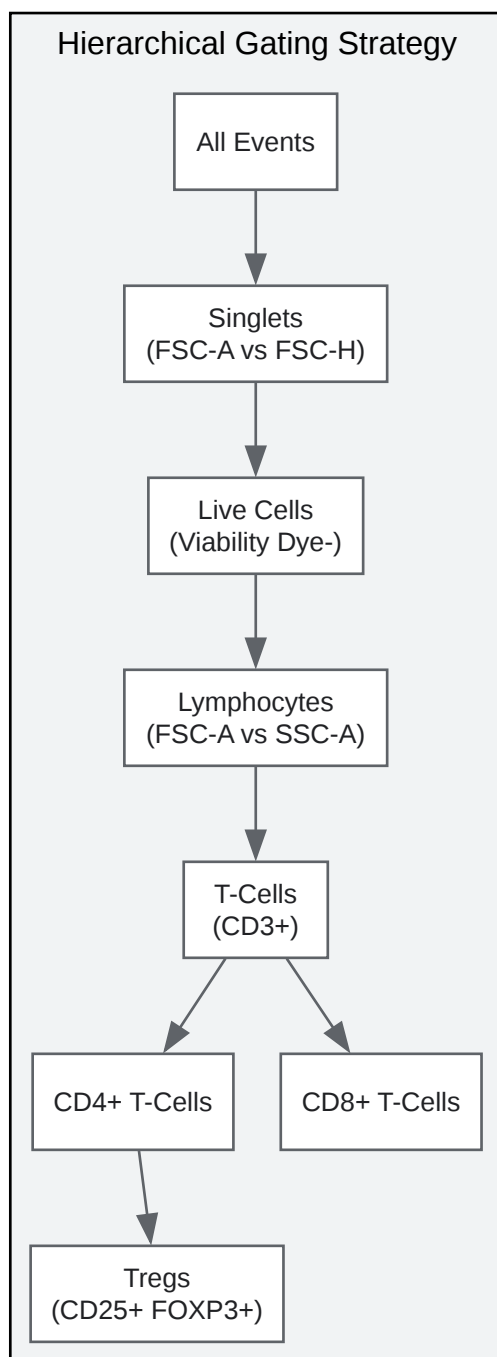 Hierarchical Gating Strategy
All Events
Singlets
(FSC-A vs FSC-H)
Live Cells
(Viability Dye-)
Lymphocytes
(FSC-A vs SSC-A)
T-Cells
(CD3+)
CD4+ T-Cells
CD8+ T-Cells
Tregs
(CD25+ FOXP3+)